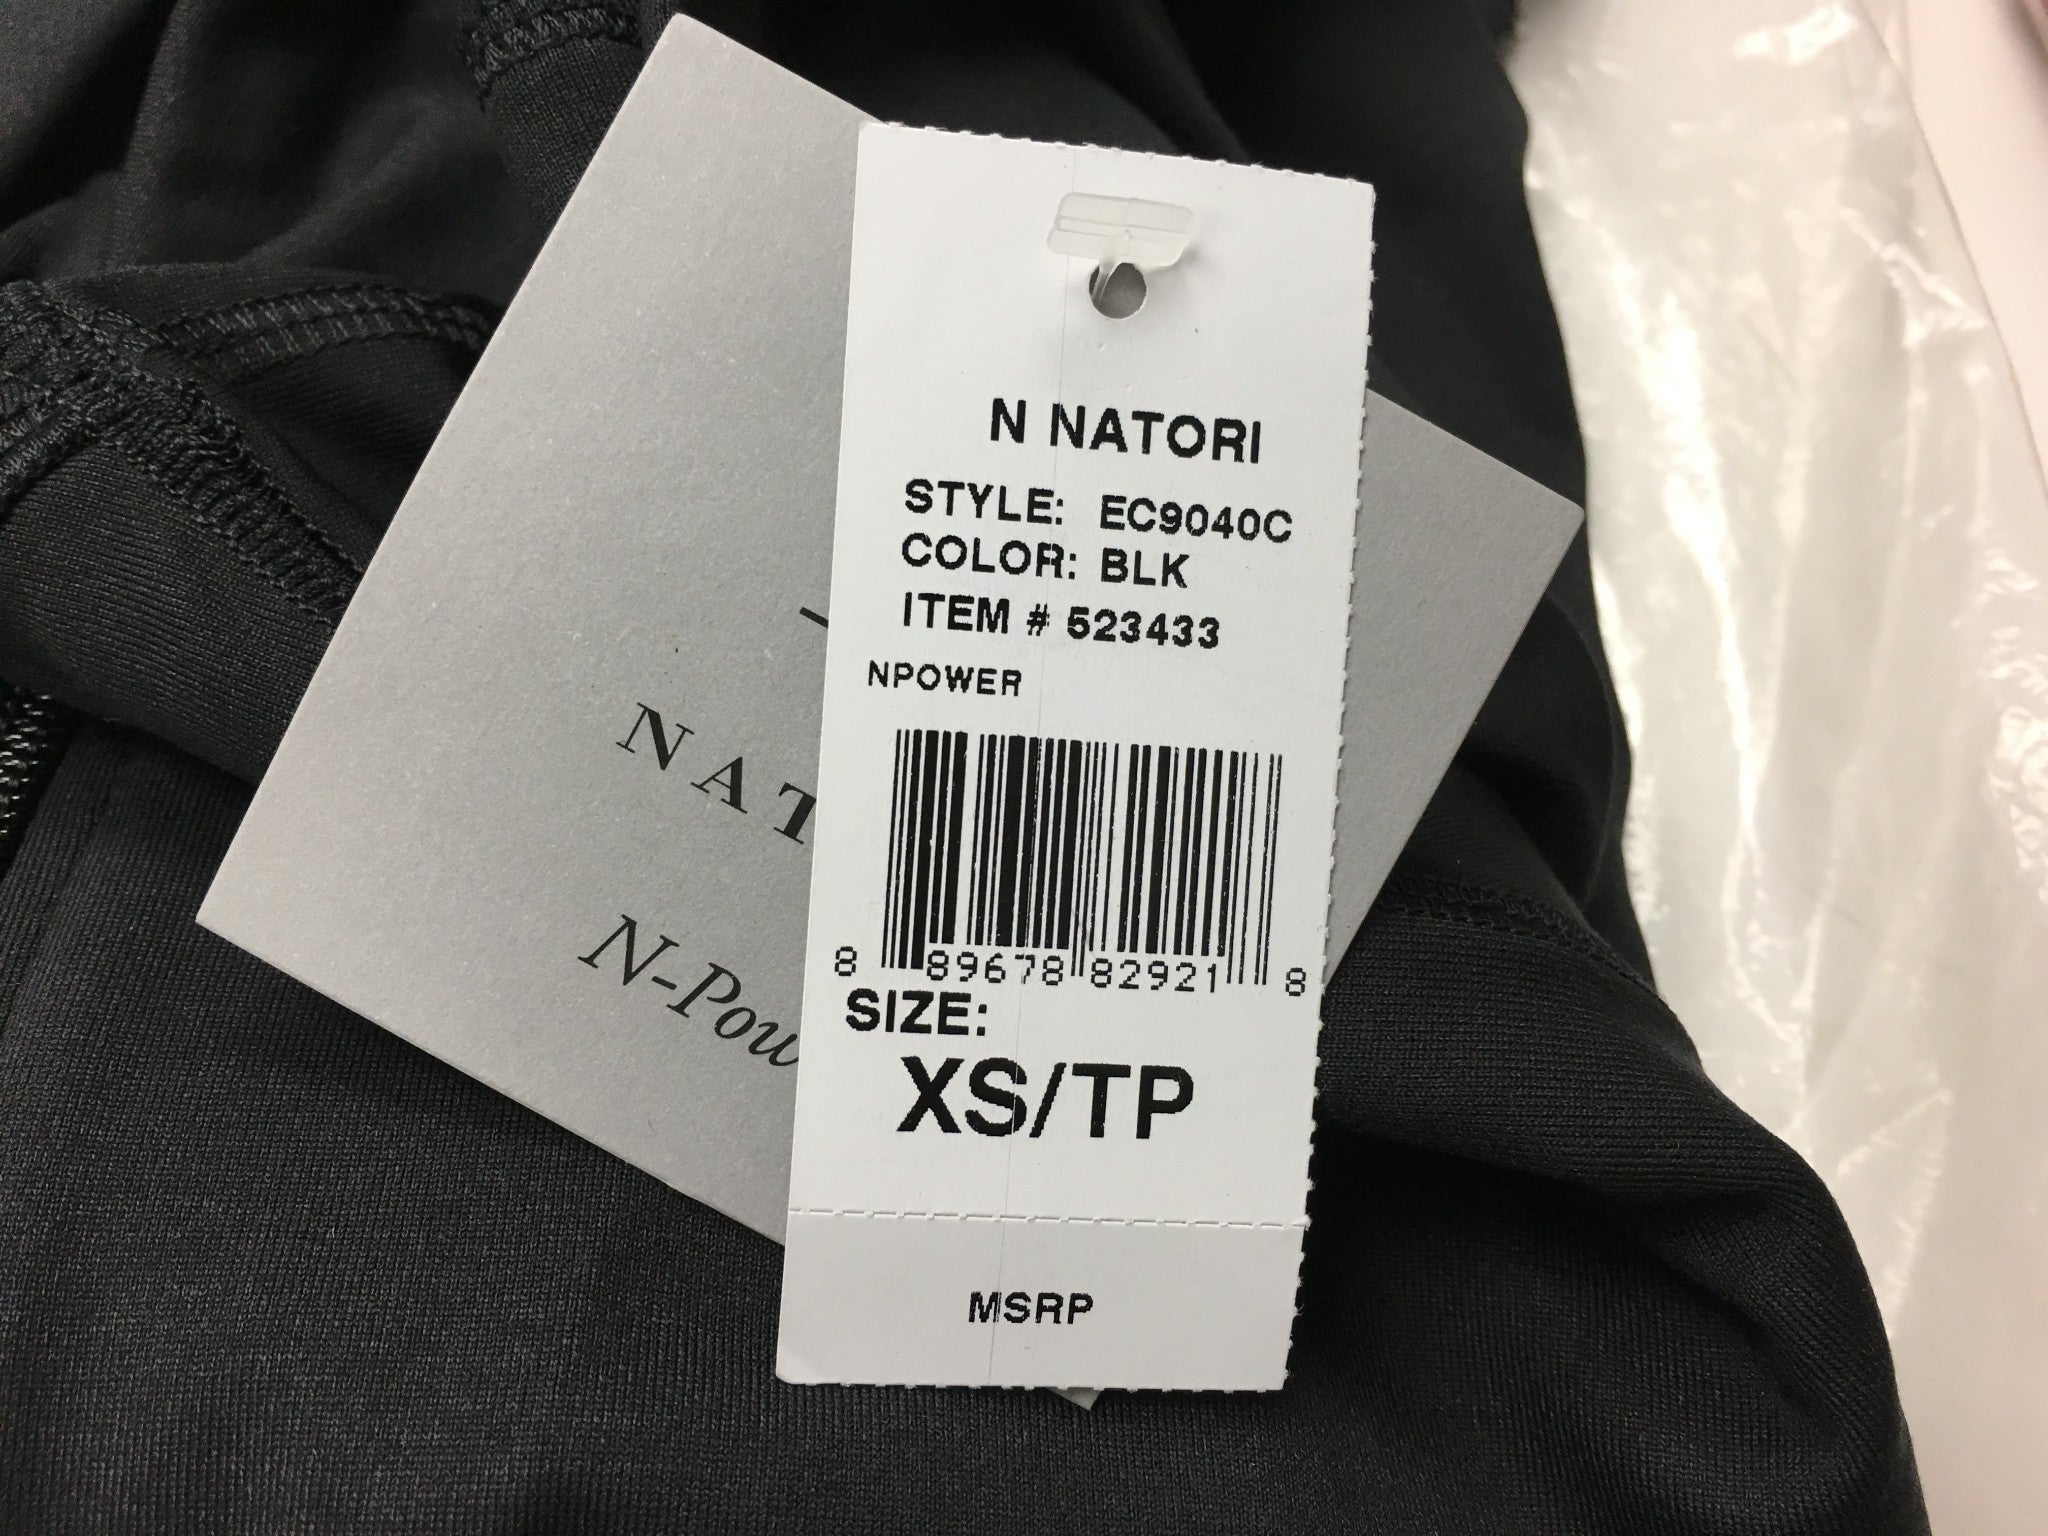 N NATORI
STYLE: EC9040C
COLOR: BLK
ITEM # 523433
NPOWER
8 89678 82921 8
SIZE:
XS/TP
MSRP
NAT
N-Pow